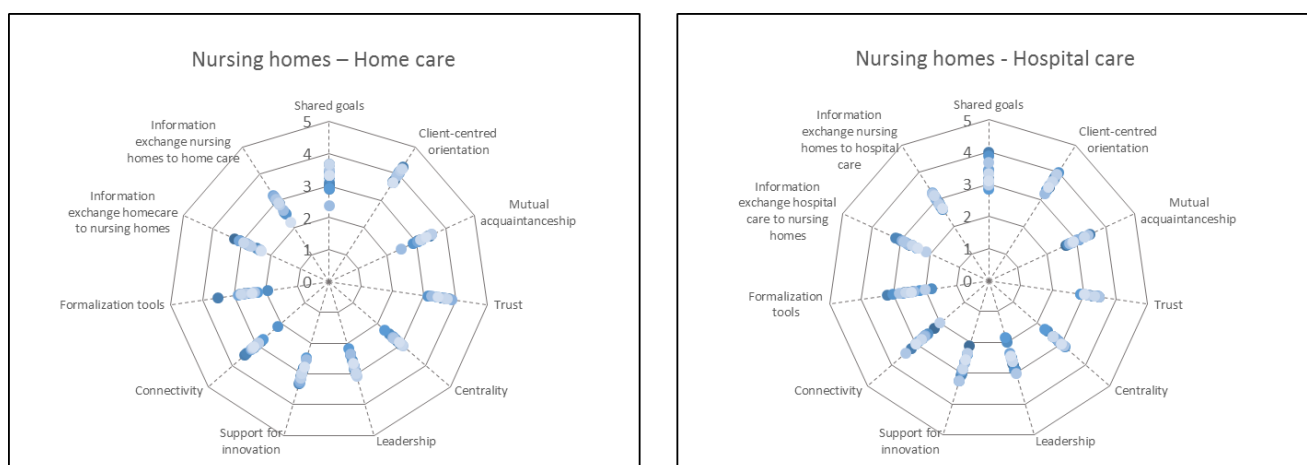 Nursing homes – Home care
Shared goals
Client-centred
orientation
Mutual
acquaintanceship
Trust
Centrality
Leadership
Support for
innovation
Connectivity
Formalization tools
Information
exchange homecare
to nursing homes
Information
exchange nursing
homes to home care
5
4
3
2
1
0
Nursing homes - Hospital care
Shared goals
Client-centred
orientation
Mutual
acquaintanceship
Trust
Centrality
Leadership
Support for
innovation
Connectivity
Formalization
tools
Information
exchange hospital
care to nursing
homes
Information
exchange nursing
homes to hospital
care
5
4
3
2
1
0